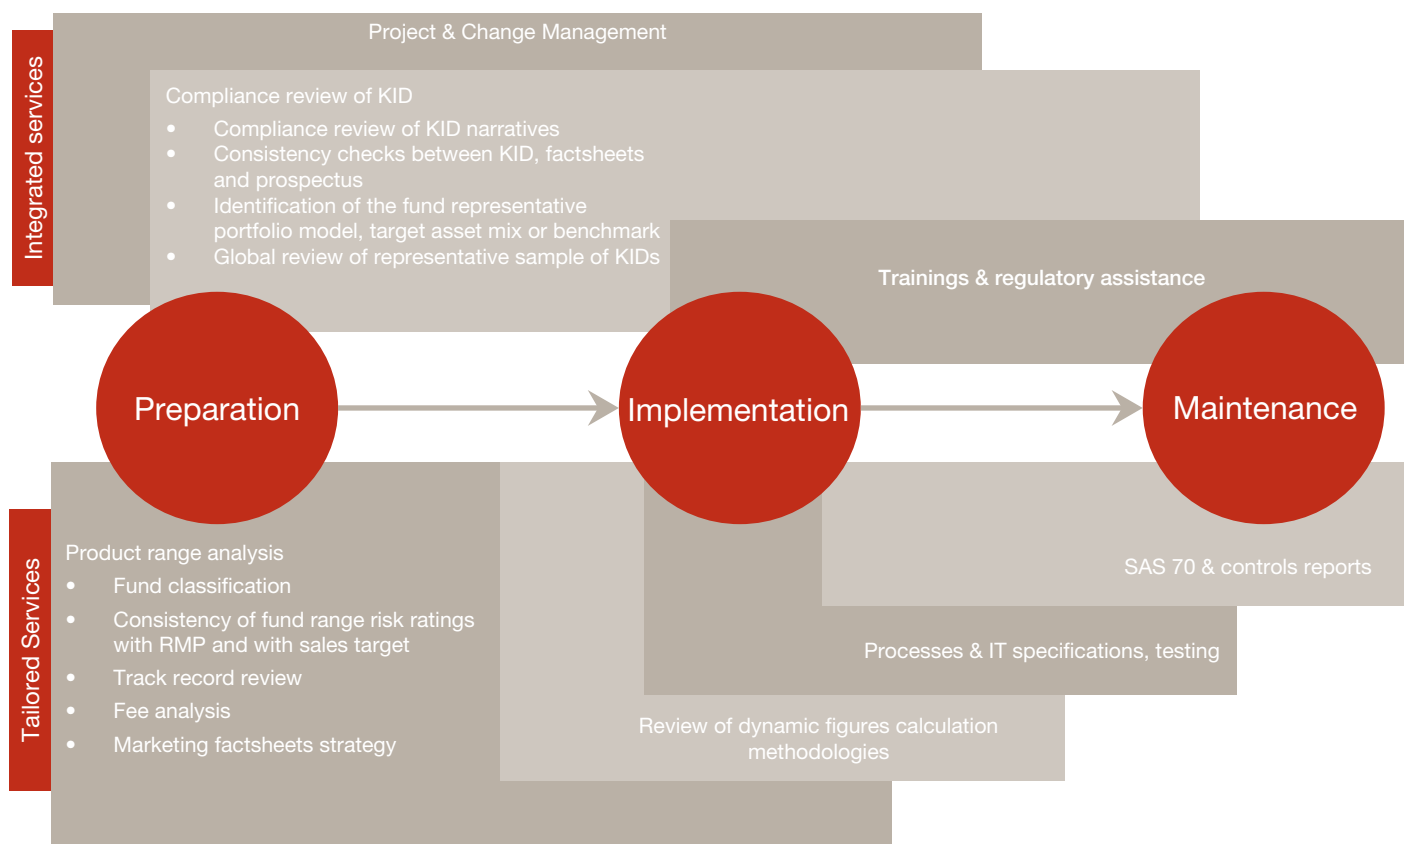 Project & Change Management
Integrated services
Compliance review of KID
• Compliance review of KID narratives
• Consistency checks between KID, factsheets
and prospectus
• Identification of the fund representative
portfolio model, target asset mix or benchmark
• Global review of representative sample of KIDs
Trainings & regulatory assistance
Preparation
Implementation
Maintenance
Tailored Services
Product range analysis
• Fund classification
• Consistency of fund range risk ratings
with RMP and with sales target
• Track record review
• Fee analysis
• Marketing factsheets strategy
SAS 70 & controls reports
Processes & IT specifications, testing
Review of dynamic figures calculation
methodologies